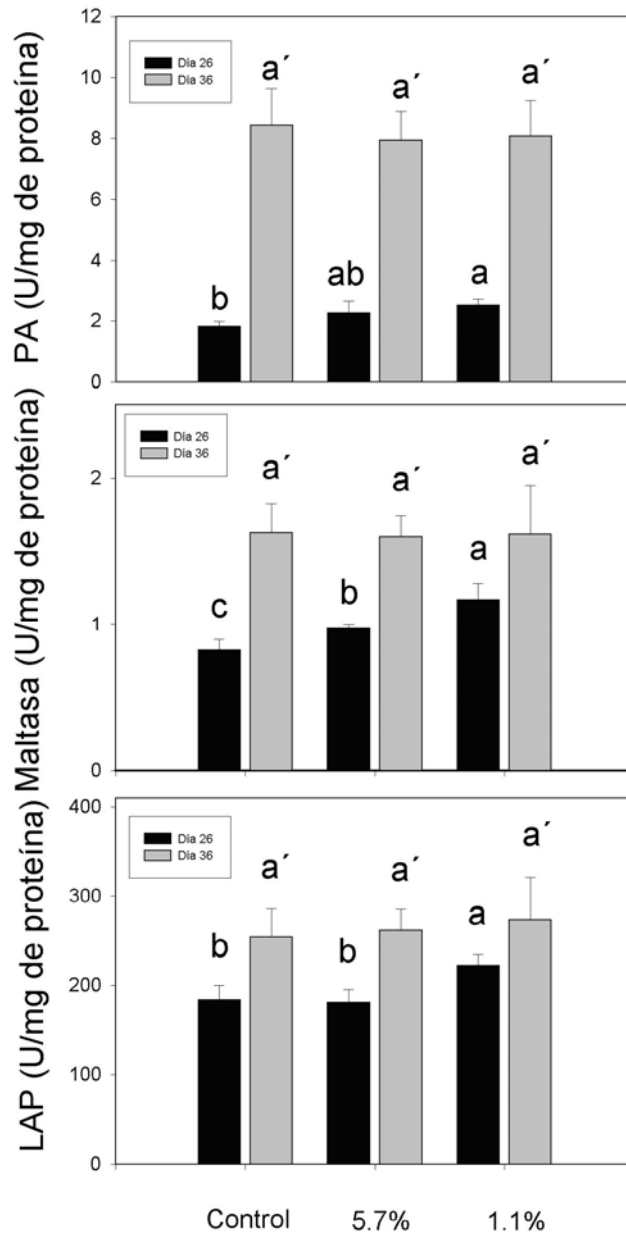 PA (U/mg de proteína)
12
10
8
6
4
2
0
Día 26
Día 36
b
a´
ab
a´
a
a´
Maltasa (U/mg de proteína)
2
1
0
Día 26
Día 36
c
a´
b
a´
a
a´
LAP (U/mg de proteína)
400
300
200
100
0
Día 26
Día 36
b
a´
b
a´
a
a´
Control 5.7% 1.1%